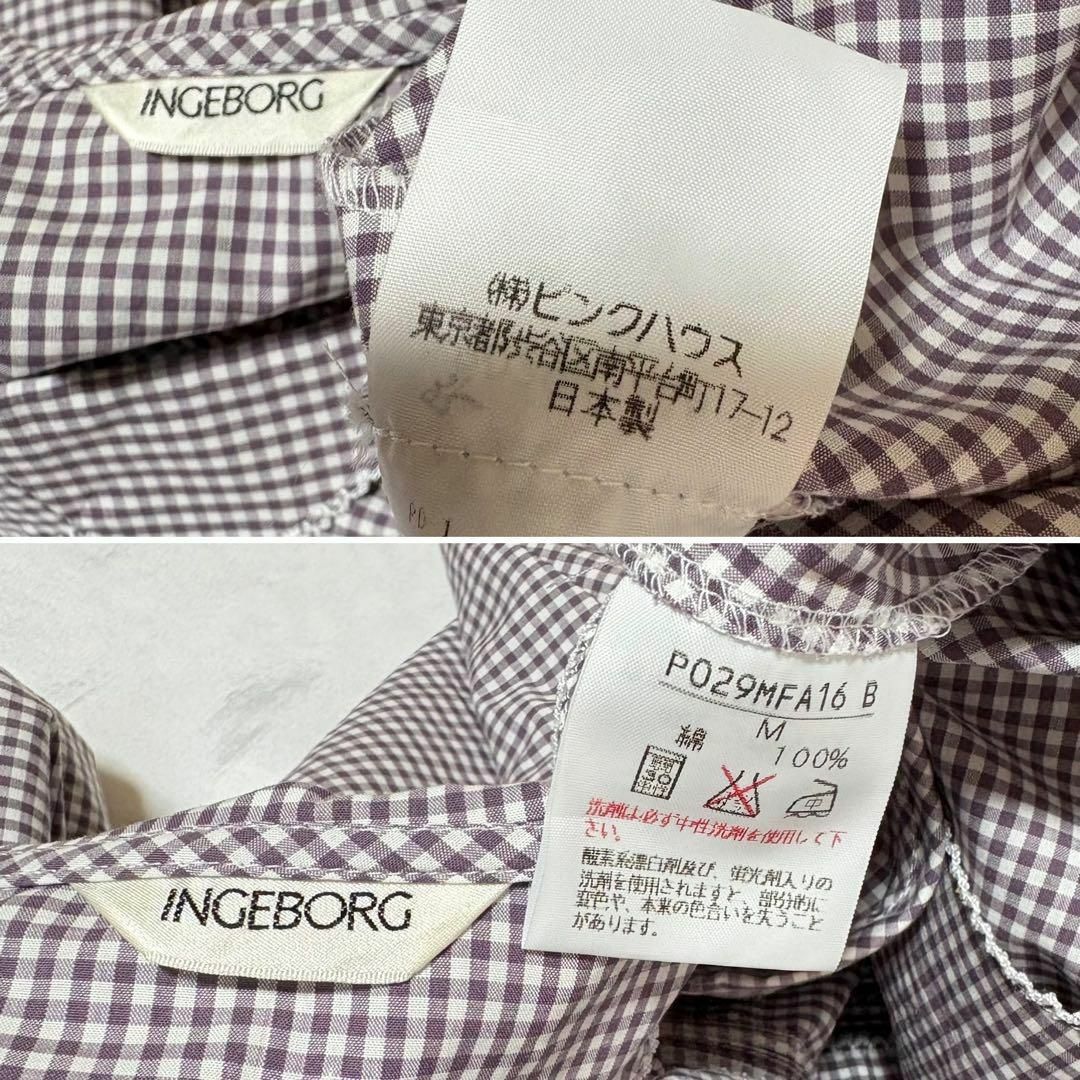 INGEBORG
㈱ピンクハウス
東京都渋谷区南平台町17-12
日本製
PO29MFA16 B
M
綿 100%
中
洗剤は必ず中性洗剤を使用して下
さい。
酸素系漂白剤及び、蛍光剤入りの
洗剤を使用されますと、部分的に
変色や、本来の色合いを失うこと
があります。
INGEBORG